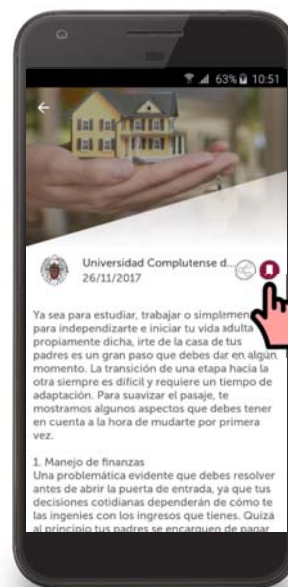 63% 10:51
Universidad Complutense d...
26/11/2017
Ya sea para estudiar, trabajar o simplemen
para independizarte e iniciar tu vida adulta
propiamente dicha, irte de la casa de tus
padres es un gran paso que debes dar en algún
momento. La transición de una etapa hacia la
otra siempre es difícil y requiere un tiempo de
adaptación. Para suavizar el pasaje, te
mostramos algunos aspectos que debes tener
en cuenta a la hora de mudarte por primera
vez.
1. Manejo de finanzas
Una problemática evidente que debes resolver
antes de abrir la puerta de entrada, ya que tus
decisiones cotidianas dependerán de cómo te
las ingenies con los ingresos que tienes. Quizá
al principio tus padres se encarguen de pagar